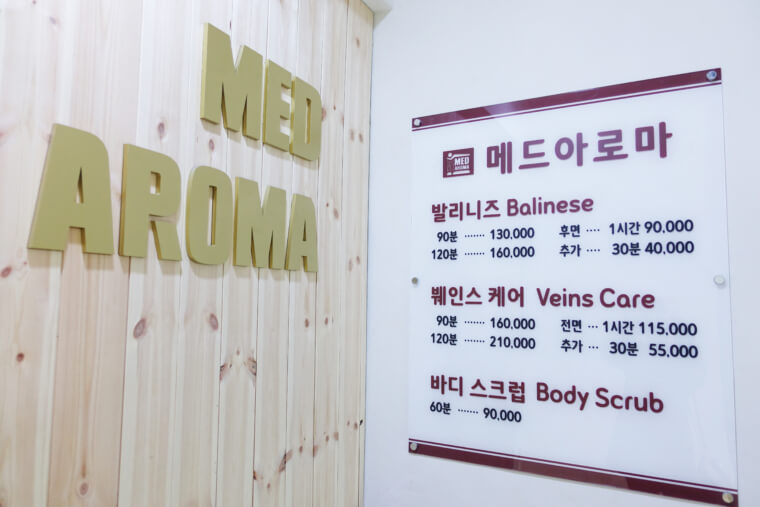 MED
AROMA
MED
AROMA
메드아로마
발리니즈 Balinese
90분 ······· 130,000 후면 ···· 1시간 90,000
120분 ······ 160,000 추가 ···· 30분 40,000
붸인스 케어 Veins Care
90분 ······· 160,000 전면 ··· 1시간 115,000
120분 ······ 210,000 추가 ··· 30분 55,000
바디 스크럽 Body Scrub
60분 ······· 90,000